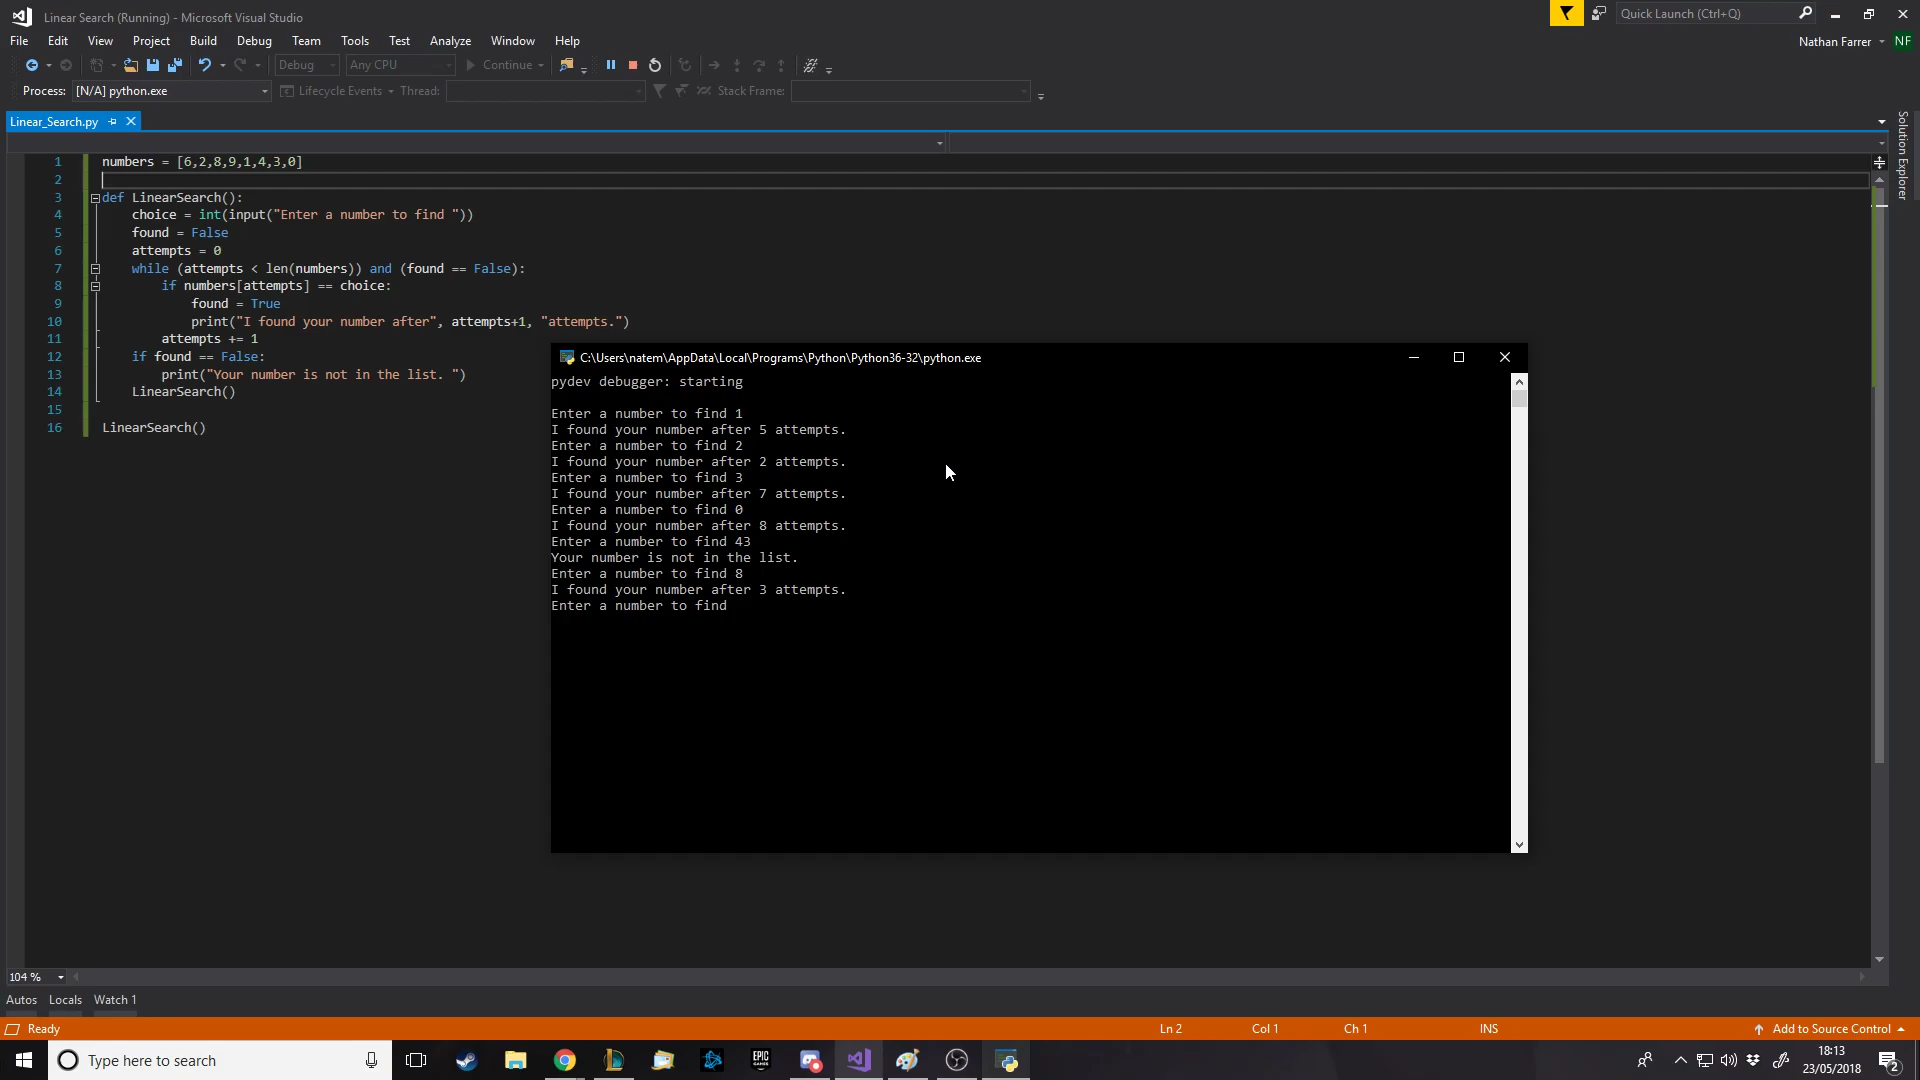 Linear Search (Running) - Microsoft Visual Studio
Quick Launch (Ctrl+Q)
File Edit View Project Build Debug Team Tools Test Analyze Window Help
Nathan Farrer NF
Debug Any CPU Continue
Process: [N/A] python.exe Lifecycle Events Thread: Stack Frame:
Linear_Search.py
Solution Explorer
1 numbers = [6,2,8,9,1,4,3,0]
2
3 def LinearSearch():
4 choice = int(input("Enter a number to find "))
5 found = False
6 attempts = 0
7 while (attempts < len(numbers)) and (found == False):
8 if numbers[attempts] == choice:
9 found = True
10 print("I found your number after", attempts+1, "attempts.")
11 attempts += 1
12 if found == False:
13 print("Your number is not in the list. ")
14 LinearSearch()
15
16 LinearSearch()
C:\Users\natem\AppData\Local\Programs\Python\Python36-32\python.exe
pydev debugger: starting
Enter a number to find 1
I found your number after 5 attempts.
Enter a number to find 2
I found your number after 2 attempts.
Enter a number to find 3
I found your number after 7 attempts.
Enter a number to find 0
I found your number after 8 attempts.
Enter a number to find 43
Your number is not in the list.
Enter a number to find 8
I found your number after 3 attempts.
Enter a number to find
104 %
Autos Locals Watch 1
Ready Ln 2 Col 1 Ch 1 INS Add to Source Control
Type here to search
EPIC GAMES
18:13
23/05/2018
2